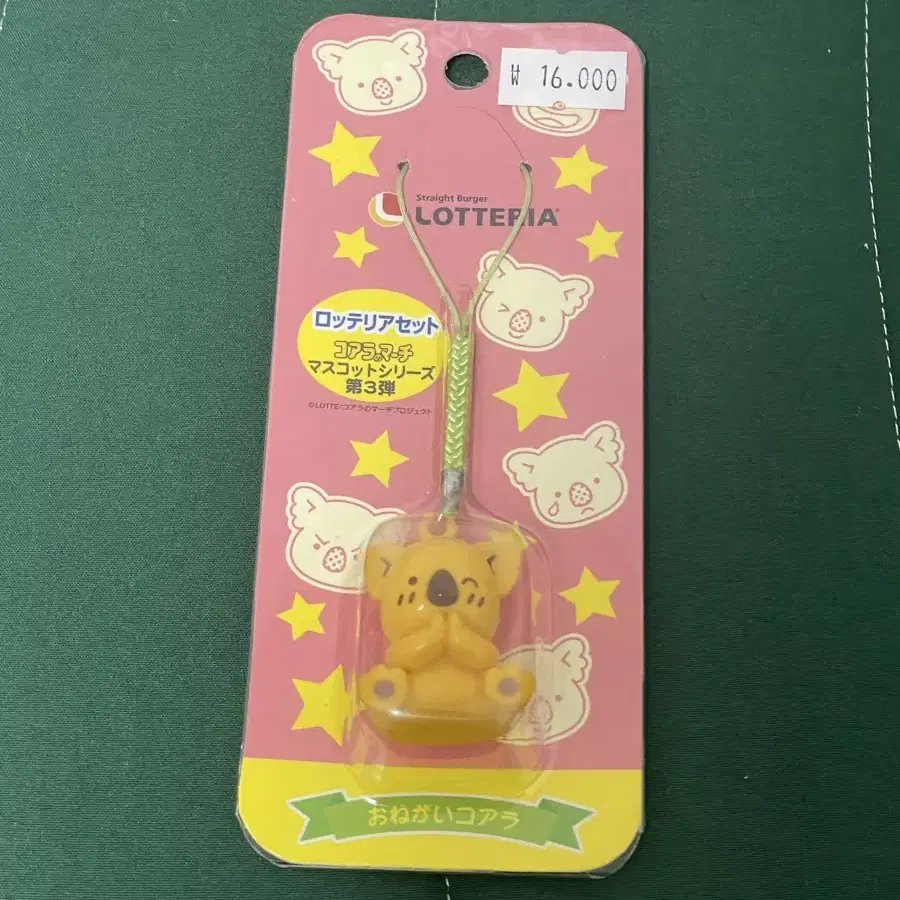 ₩ 16.000
Straight Burger
LOTTERIA®
ロッテリアセット
コアラのマーチ
マスコットシリーズ
第3弾
©LOTTE/コアラのマーチプロジェクト
おねがいコアラ